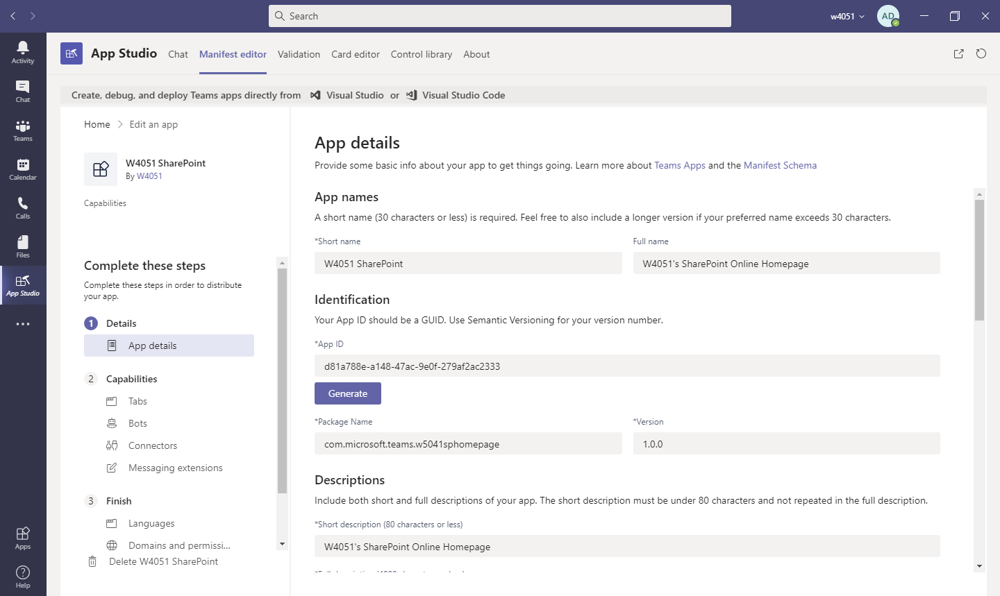 Search
w4051
AD
Activity
Chat
Teams
Calendar
Calls
Files
App Studio
Apps
Help
App Studio
Chat
Manifest editor
Validation
Card editor
Control library
About
Create, debug, and deploy Teams apps directly from Visual Studio or Visual Studio Code
Home > Edit an app
W4051 SharePoint
By W4051
Capabilities
Complete these steps
Complete these steps in order to distribute
your app.
1 Details
App details
2 Capabilities
Tabs
Bots
Connectors
Messaging extensions
3 Finish
Languages
Domains and permissi...
Delete W4051 SharePoint
App details
Provide some basic info about your app to get things going. Learn more about Teams Apps and the Manifest Schema
App names
A short name (30 characters or less) is required. Feel free to also include a longer version if your preferred name exceeds 30 characters.
*Short name
W4051 SharePoint
Full name
W4051's SharePoint Online Homepage
Identification
Your App ID should be a GUID. Use Semantic Versioning for your version number.
*App ID
d81a788e-a148-47ac-9e0f-279af2ac2333
Generate
*Package Name
com.microsoft.teams.w5041sphomepage
*Version
1.0.0
Descriptions
Include both short and full descriptions of your app. The short description must be under 80 characters and not repeated in the full description.
*Short description (80 characters or less)
W4051's SharePoint Online Homepage